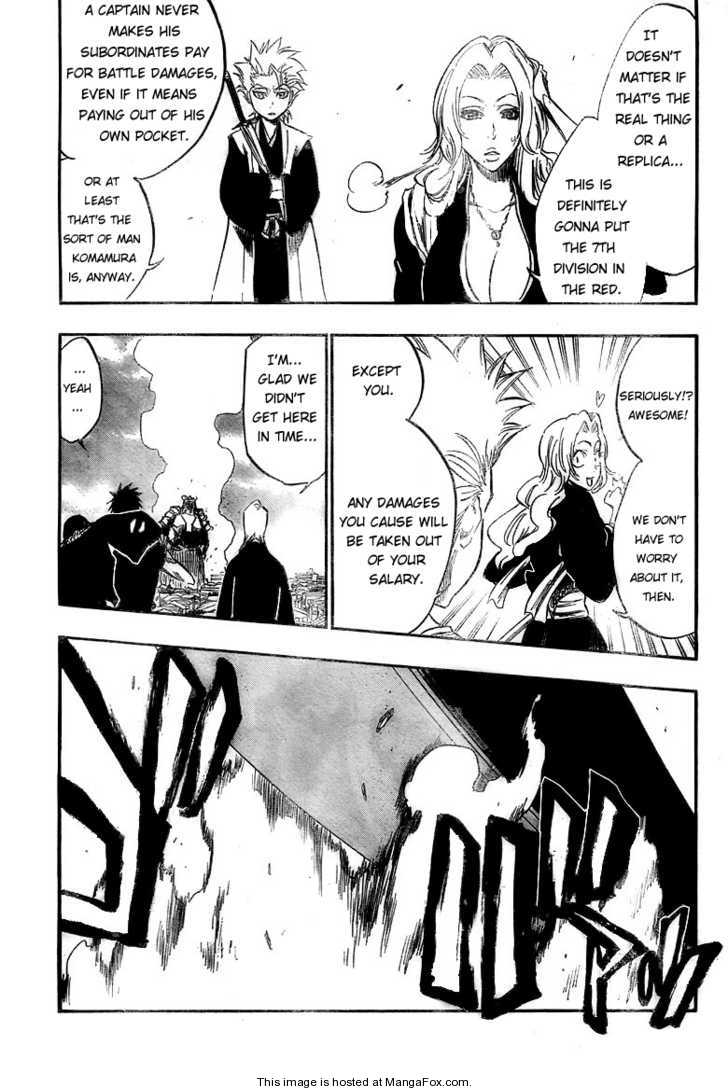 IT
DOESN'T
MATTER IF
THAT'S THE
REAL THING
OR A
REPLICA...
THIS IS
DEFINITELY
GONNA PUT
THE 7TH
DIVISION IN
THE RED.
A CAPTAIN NEVER
MAKES HIS
SUBORDINATES PAY
FOR BATTLE DAMAGES,
EVEN IF IT MEANS
PAYING OUT OF HIS
OWN POCKET.
OR AT
LEAST
THAT'S THE
SORT OF MAN
KOMAMURA
IS, ANYWAY.
SERIOUSLY!?
AWESOME!
WE DON'T
HAVE TO
WORRY
ABOUT IT,
THEN.
EXCEPT
YOU.
ANY DAMAGES
YOU CAUSE WILL
BE TAKEN OUT
OF YOUR
SALARY.
I'M...
GLAD WE
DIDN'T
GET HERE
IN TIME...
...
YEAH
...
This image is hosted at MangaFox.com.